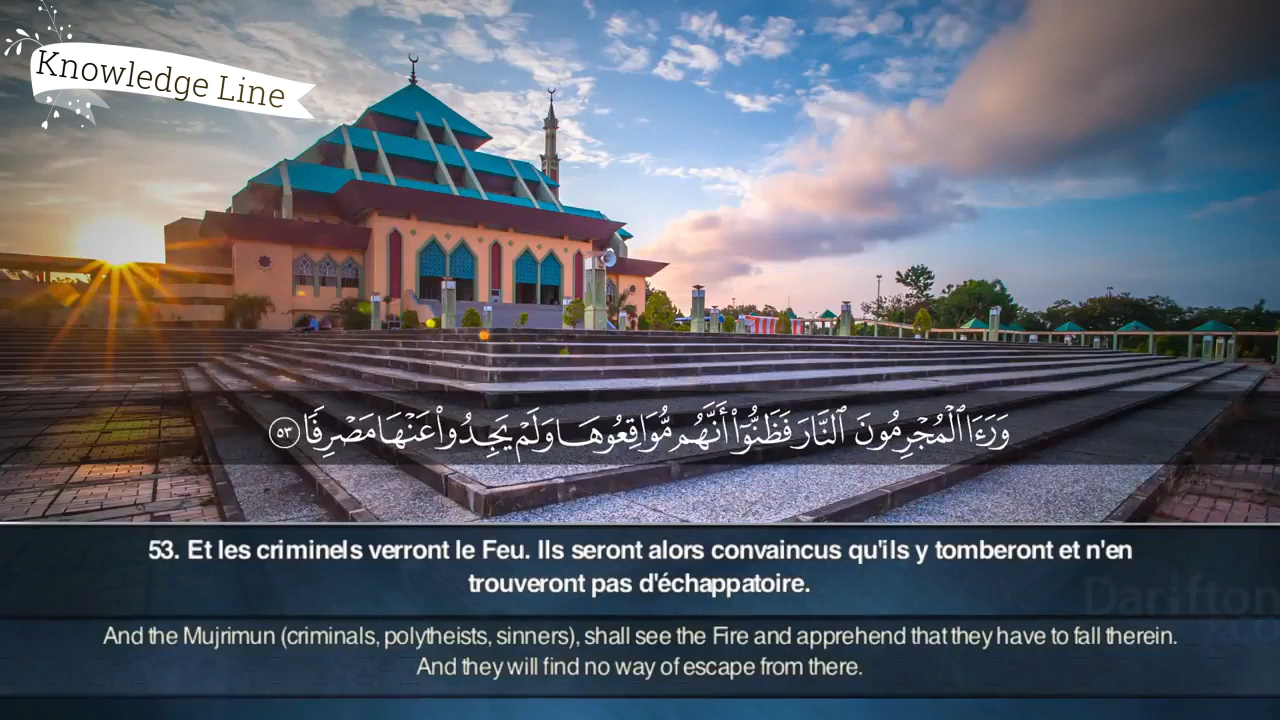 Knowledge Line
وَرَءَا ٱلْمُجْرِمُونَ ٱلنَّارَ فَظَنُّوٓا۟ أَنَّهُم مُّوَاقِعُوهَا وَلَمْ يَجِدُوا۟ عَنْهَا مَصْرِفًا ٥٣
53. Et les criminels verront le Feu. Ils seront alors convaincus qu'ils y tomberont et n'en
trouveront pas d'échappatoire.
And the Mujrimun (criminals, polytheists, sinners), shall see the Fire and apprehend that they have to fall therein.
And they will find no way of escape from there.